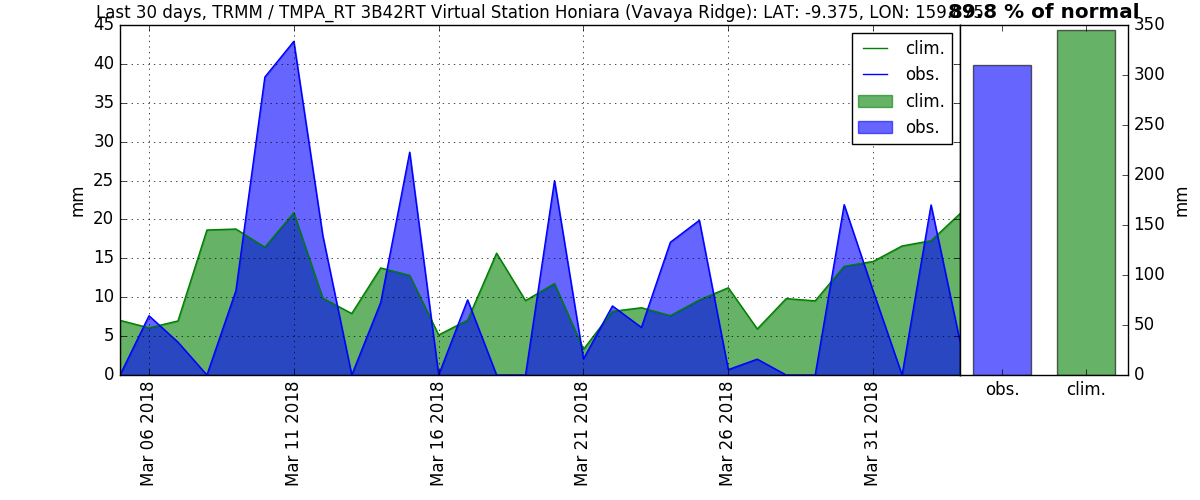 Last 30 days, TRMM / TMPA_RT 3B42RT Virtual Station Honiara (Vavaya Ridge): LAT: -9.375, LON:
89.8 % of normal
45
40
35
30
25
20
15
10
5
0
mm
clim.
obs.
clim.
obs.
Mar 06 2018
Mar 11 2018
Mar 16 2018
Mar 21 2018
Mar 26 2018
Mar 31 2018
350
300
250
200
150
100
50
0
mm
obs.
clim.